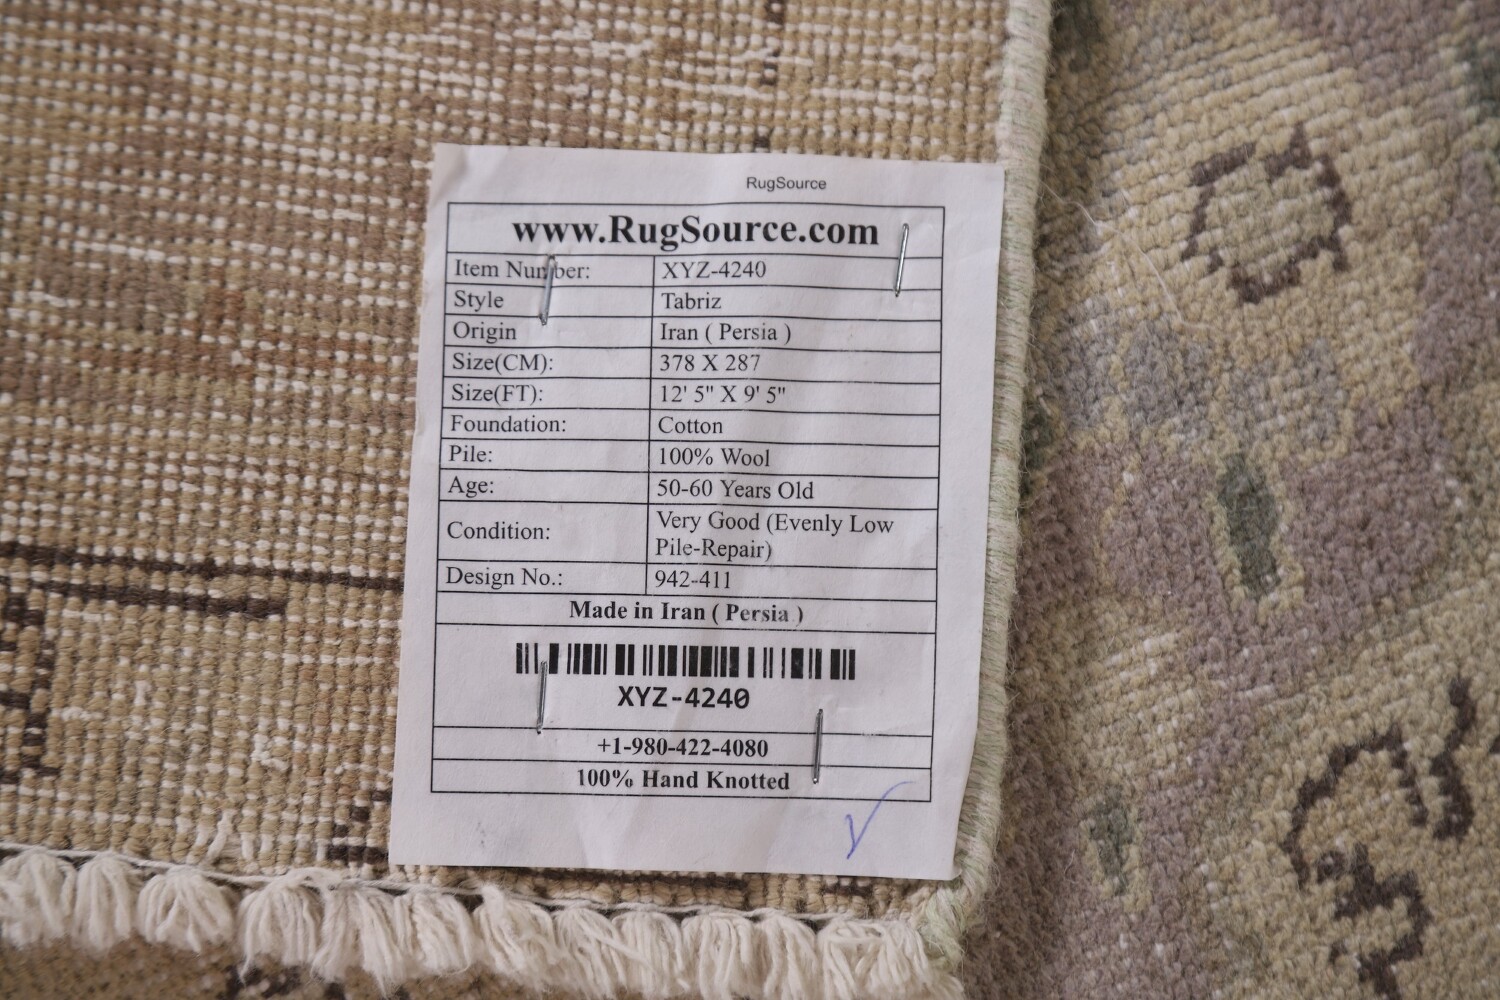 RugSource
www.RugSource.com
Item Number: XYZ-4240
Style Tabriz
Origin Iran ( Persia )
Size(CM): 378 X 287
Size(FT): 12' 5" X 9' 5"
Foundation: Cotton
Pile: 100% Wool
Age: 50-60 Years Old
Condition: Very Good (Evenly Low
Pile-Repair)
Design No.: 942-411
Made in Iran ( Persia )
XYZ-4240
+1-980-422-4080
100% Hand Knotted